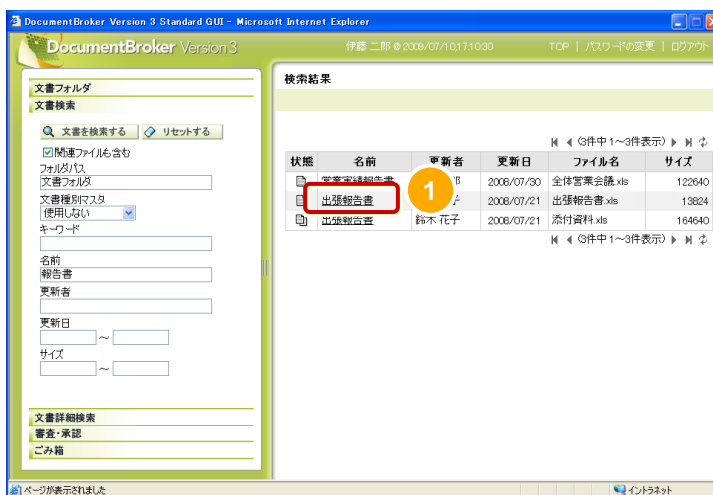 DocumentBroker Version 3 Standard GUI - Microsoft Internet Explorer
DocumentBroker Version 3
伊藤 二郎 @ 2009/07/10,17:10:30 TOP | パスワードの変更 | ログアウト
文書フォルダ
文書検索
文書を検索する リセットする
関連ファイルも含む
フォルダパス
文書フォルダ
文書種別マスタ
使用しない
キーワード
名前
報告書
更新者
更新日
～
サイズ
～
文書詳細検索
審査・承認
ごみ箱
検索結果
(3件中 1～3件表示)
状態 名前 更新者 更新日 ファイル名 サイズ
営業実績報告書 2008/07/30 全体営業会議.xls 122640
出張報告書 2008/07/21 出張報告書.xls 13824
出張報告書 鈴木 花子 2008/07/21 添付資料.xls 164640
(3件中 1～3件表示)
1
ページが表示されました イントラネット